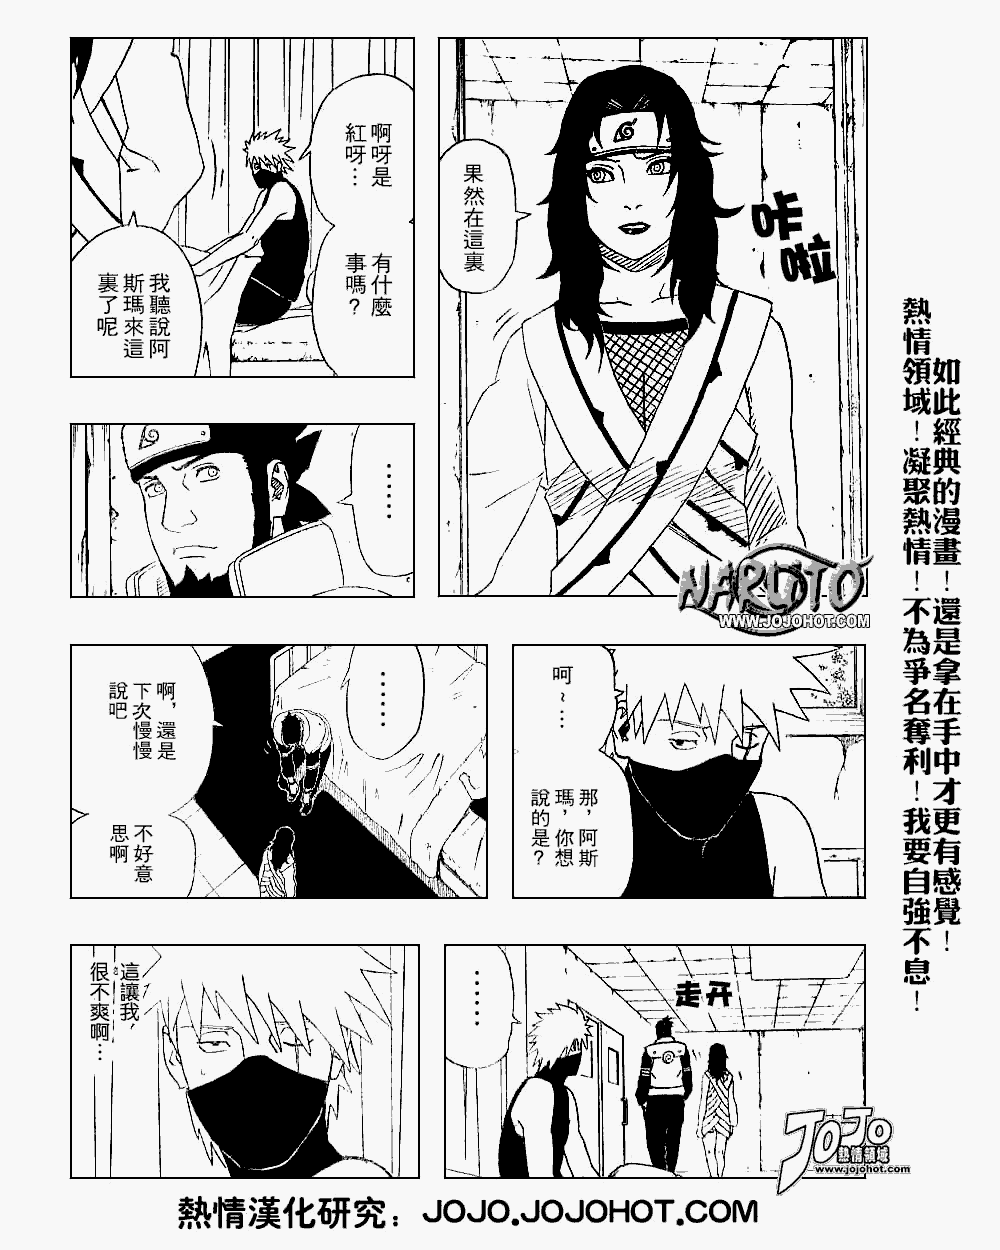 果然在這裏
咔啦
啊呀是
紅呀…
有什麼
事嗎？
我聽說阿
斯瑪來這
裏了呢
……
NARUTO
WWW.JOJOHOT.COM
呵～…
那，阿斯
瑪，你想
說的是？
……
啊，還是
下次慢慢
說吧
不好意
思啊
走开
……
這讓我，
很不爽啊…
如此經典的漫畫！還是拿在手中才更有感覺！
熱情領域！凝聚熱情！不為爭名奪利！我要自強不息！
JOJO
熱情領域
www.jojohot.com
熱情漢化研究：JOJO.JOJOHOT.COM